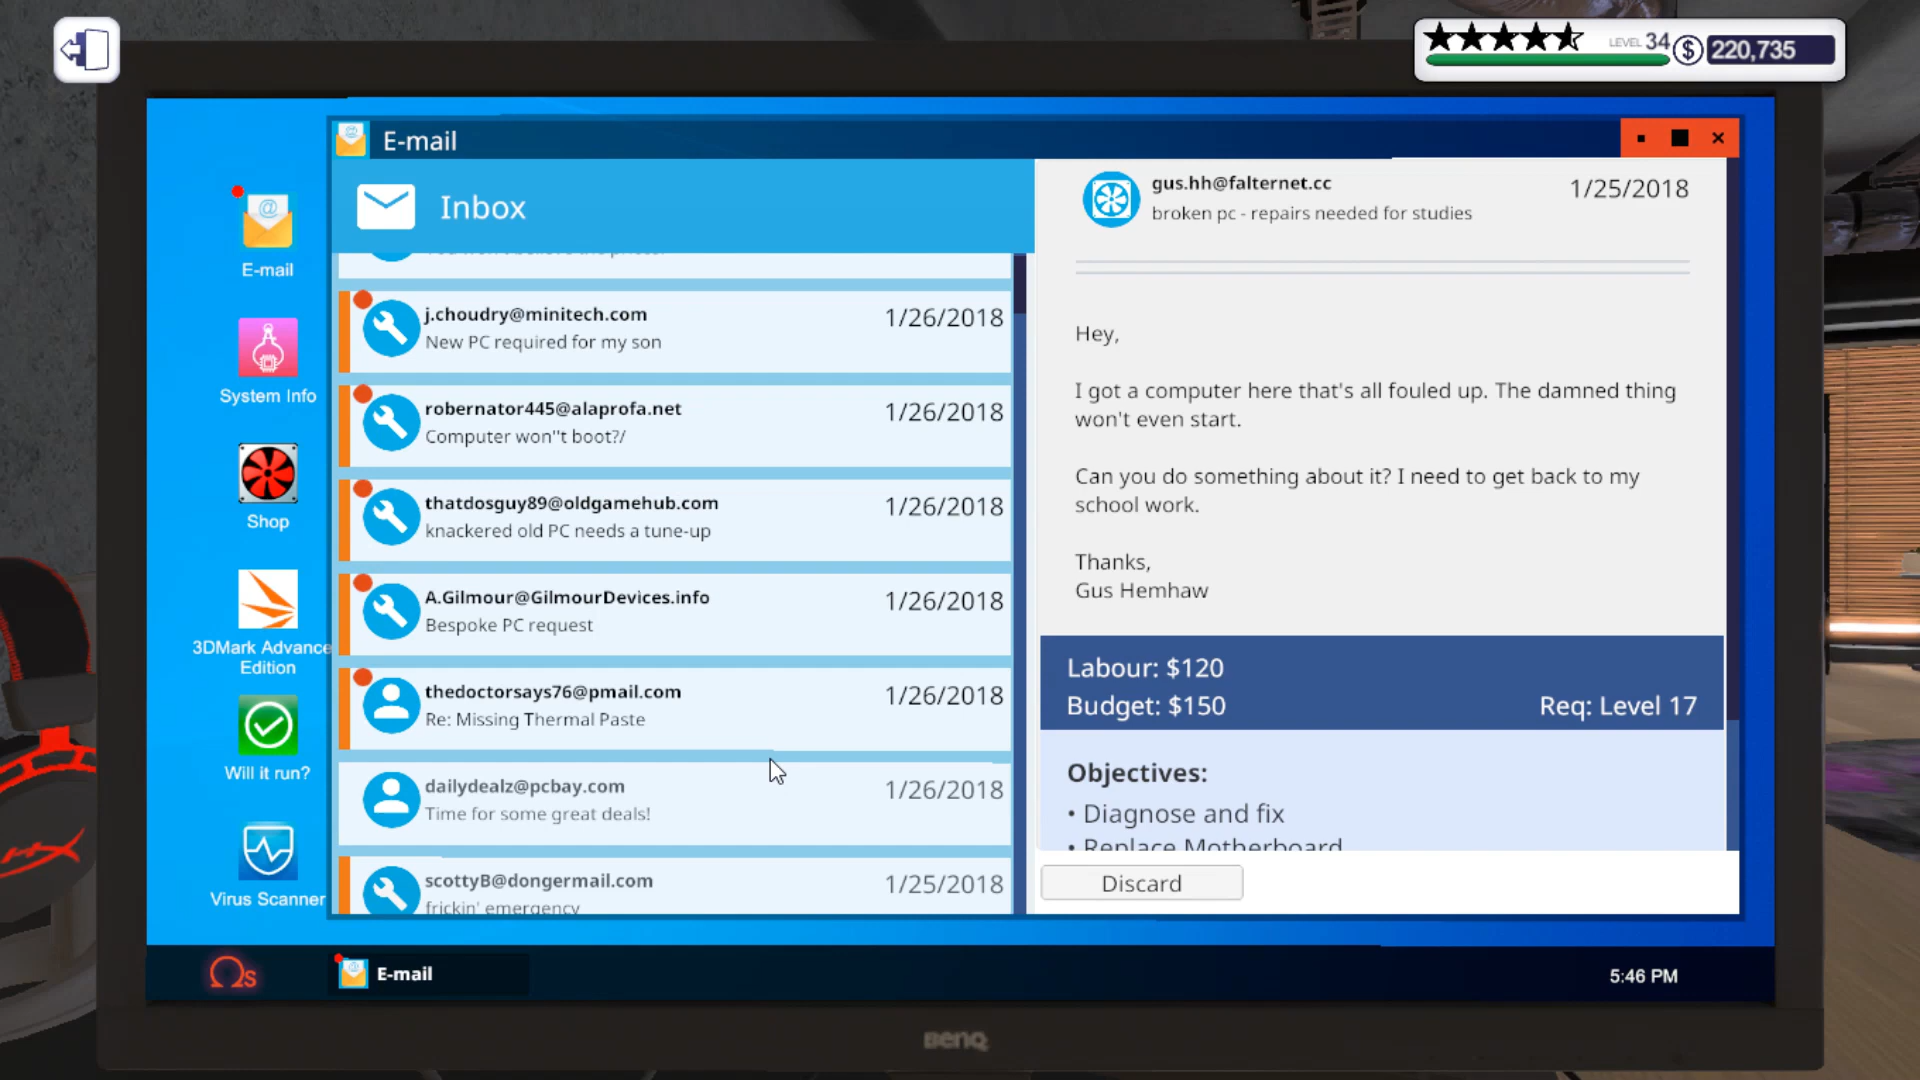 LEVEL 34
$ 220,735
E-mail
Inbox
j.choudry@minitech.com
1/26/2018
New PC required for my son
robernator445@alaprofa.net
1/26/2018
Computer won''t boot?/
thatdosguy89@oldgamehub.com
1/26/2018
knackered old PC needs a tune-up
A.Gilmour@GilmourDevices.info
1/26/2018
Bespoke PC request
thedoctorsays76@pmail.com
1/26/2018
Re: Missing Thermal Paste
dailydealz@pcbay.com
1/26/2018
Time for some great deals!
scottyB@dongermail.com
1/25/2018
frickin' emergency
gus.hh@falternet.cc
1/25/2018
broken pc - repairs needed for studies
Hey,
I got a computer here that's all fouled up. The damned thing
won't even start.
Can you do something about it? I need to get back to my
school work.
Thanks,
Gus Hemhaw
Labour: $120
Budget: $150
Req: Level 17
Objectives:
• Diagnose and fix
• Replace Motherboard
Discard
E-mail
System Info
Shop
3DMark Advance
Edition
Will it run?
Virus Scanner
Ωs
E-mail
5:46 PM
BenQ